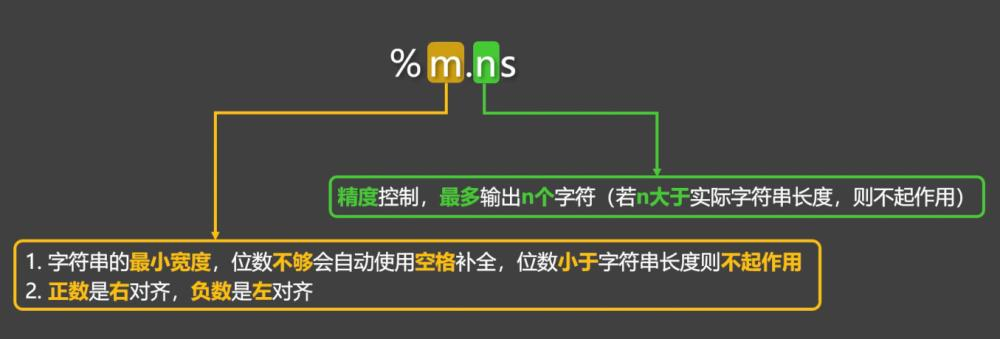 %m.ns
精度控制，最多输出n个字符（若n大于实际字符串长度，则不起作用）
1. 字符串的最小宽度，位数不够会自动使用空格补全，位数小于字符串长度则不起作用
2. 正数是右对齐，负数是左对齐